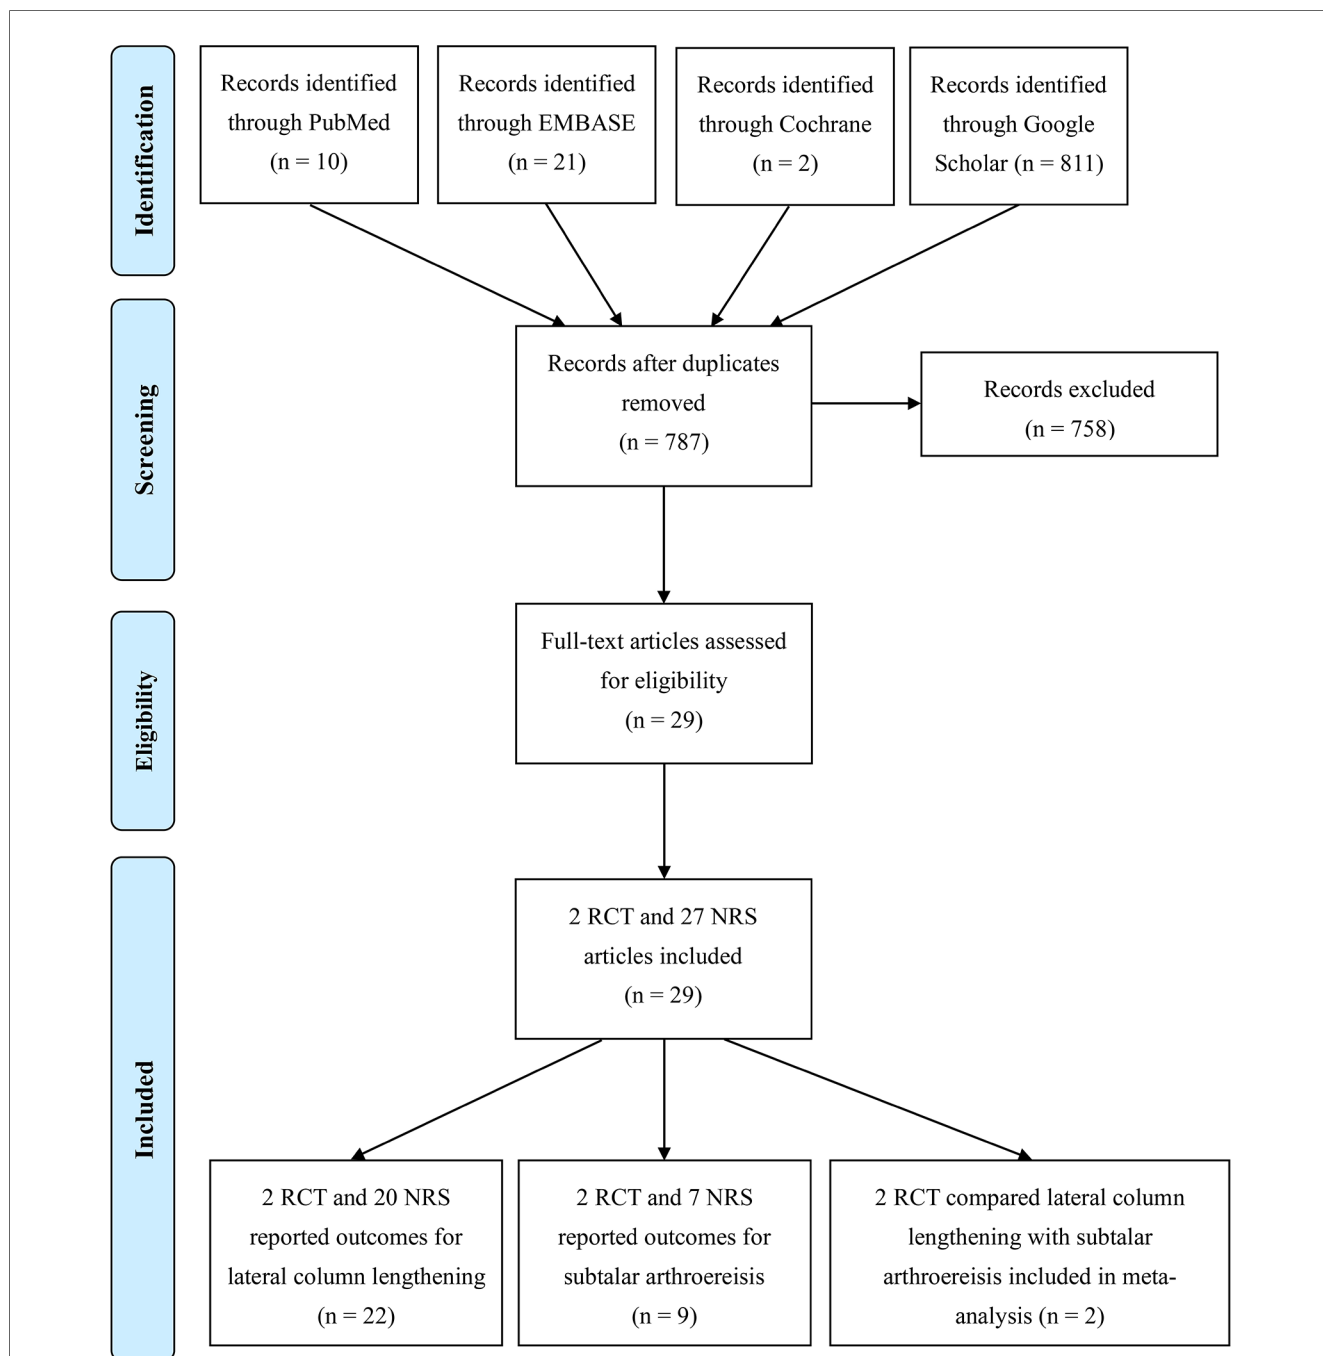 Identification
Records identified
through PubMed
(n = 10)
Records identified
through EMBASE
(n = 21)
Records identified
through Cochrane
(n = 2)
Records identified
through Google
Scholar (n = 811)
Screening
Records after duplicates
removed
(n = 787)
Records excluded
(n = 758)
Eligibility
Full-text articles assessed
for eligibility
(n = 29)
Included
2 RCT and 27 NRS
articles included
(n = 29)
2 RCT and 20 NRS
reported outcomes for
lateral column lengthening
(n = 22)
2 RCT and 7 NRS
reported outcomes for
subtalar arthroereisis
(n = 9)
2 RCT compared lateral column
lengthening with subtalar
arthroereisis included in meta-
analysis (n = 2)